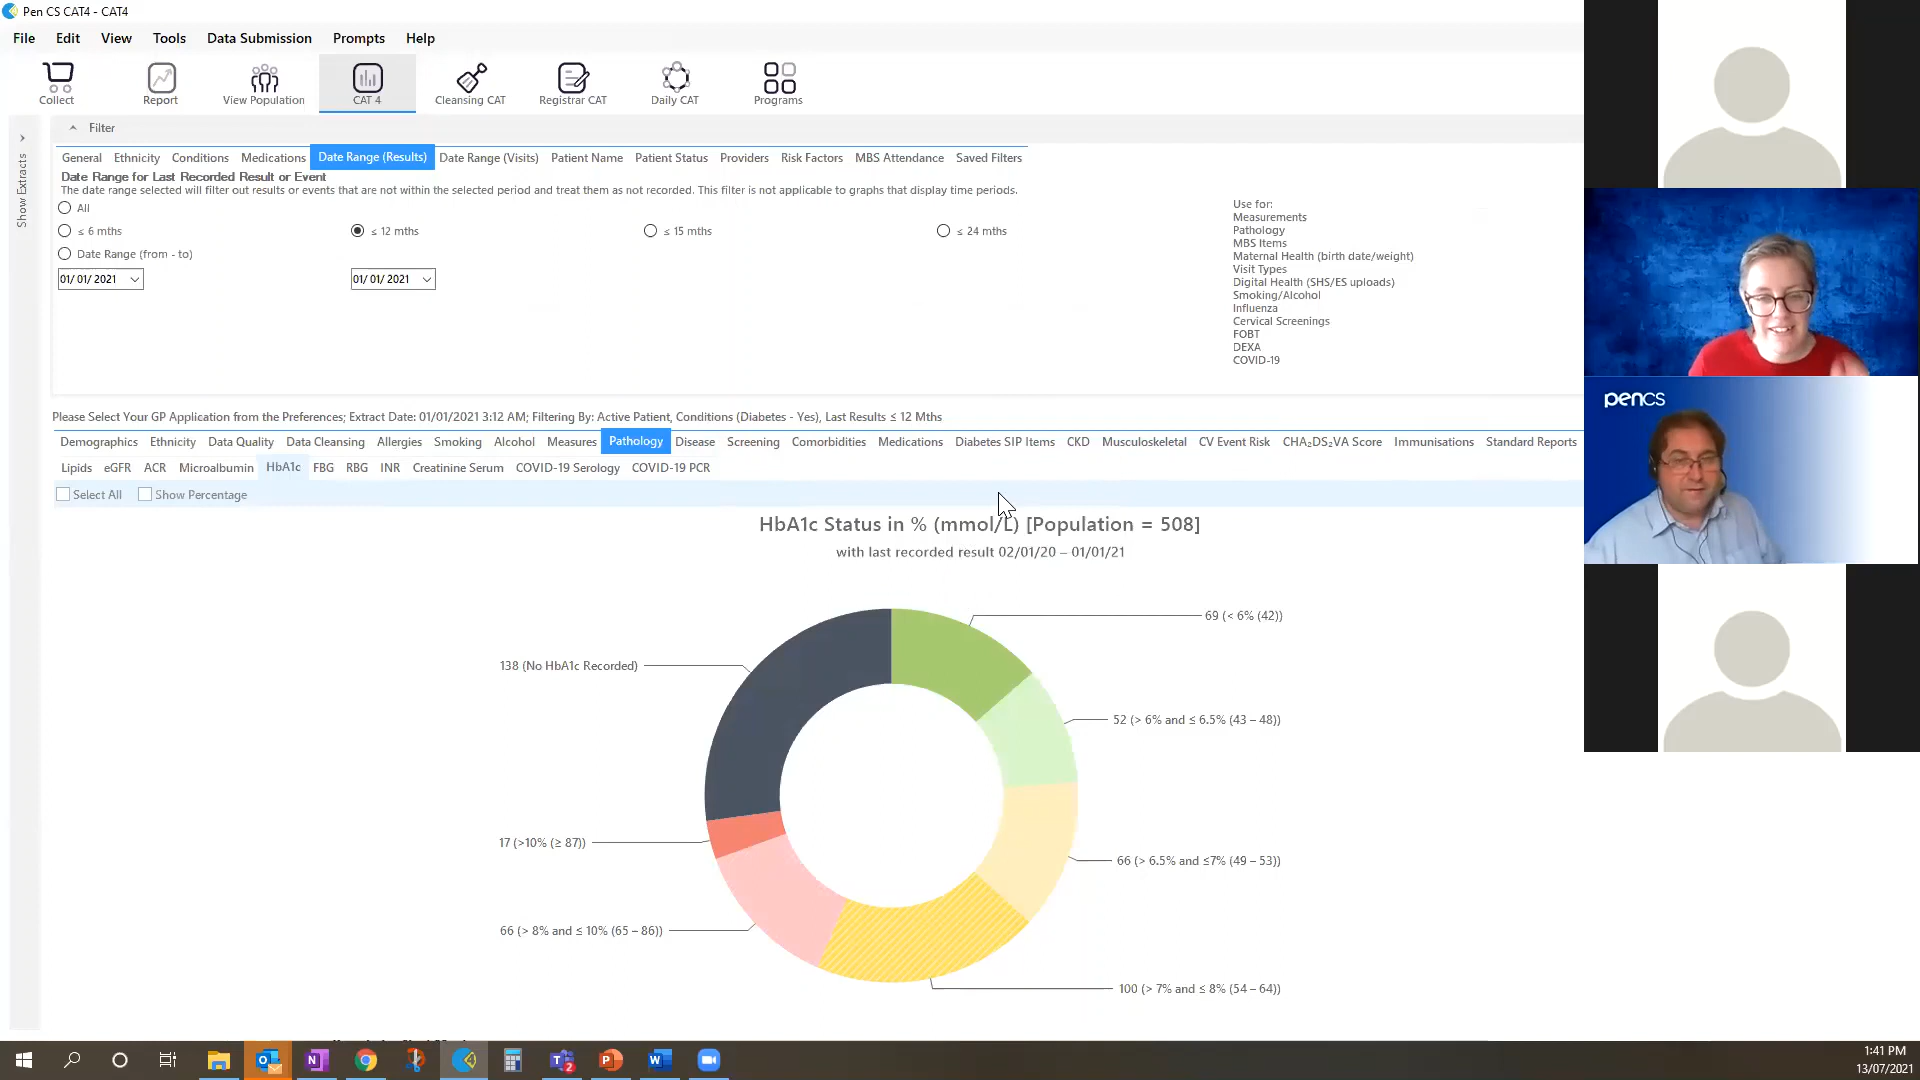 Pen CS CAT4 - CAT4
File Edit View Tools Data Submission Prompts Help
Collect Report View Population CAT 4 Cleansing CAT Registrar CAT Daily CAT Programs
Filter
Show Extracts
General Ethnicity Conditions Medications Date Range (Results) Date Range (Visits) Patient Name Patient Status Providers Risk Factors MBS Attendance Saved Filters
Date Range for Last Recorded Result or Event
The date range selected will filter out results or events that are not within the selected period and treat them as not recorded. This filter is not applicable to graphs that display time periods.
All
≤ 6 mths ≤ 12 mths ≤ 15 mths ≤ 24 mths
Date Range (from - to)
01/ 01/ 2021 01/ 01/ 2021
Use for:
Measurements
Pathology
MBS Items
Maternal Health (birth date/weight)
Visit Types
Digital Health (SHS/ES uploads)
Smoking/Alcohol
Influenza
Cervical Screenings
FOBT
DEXA
COVID-19
penCS
Please Select Your GP Application from the Preferences; Extract Date: 01/01/2021 3:12 AM; Filtering By: Active Patient, Conditions (Diabetes - Yes), Last Results ≤ 12 Mths
Demographics Ethnicity Data Quality Data Cleansing Allergies Smoking Alcohol Measures Pathology Disease Screening Comorbidities Medications Diabetes SIP Items CKD Musculoskeletal CV Event Risk CHA₂DS₂VA Score Immunisations Standard Reports
Lipids eGFR ACR Microalbumin HbA1c FBG RBG INR Creatinine Serum COVID-19 Serology COVID-19 PCR
Select All Show Percentage
HbA1c Status in % (mmol/L) [Population = 508]
with last recorded result 02/01/20 – 01/01/21
69 (< 6% (42))
138 (No HbA1c Recorded)
52 (> 6% and ≤ 6.5% (43 – 48))
17 (>10% (≥ 87))
66 (> 6.5% and ≤7% (49 – 53))
66 (> 8% and ≤ 10% (65 – 86))
100 (> 7% and ≤ 8% (54 – 64))
2
1:41 PM
13/07/2021